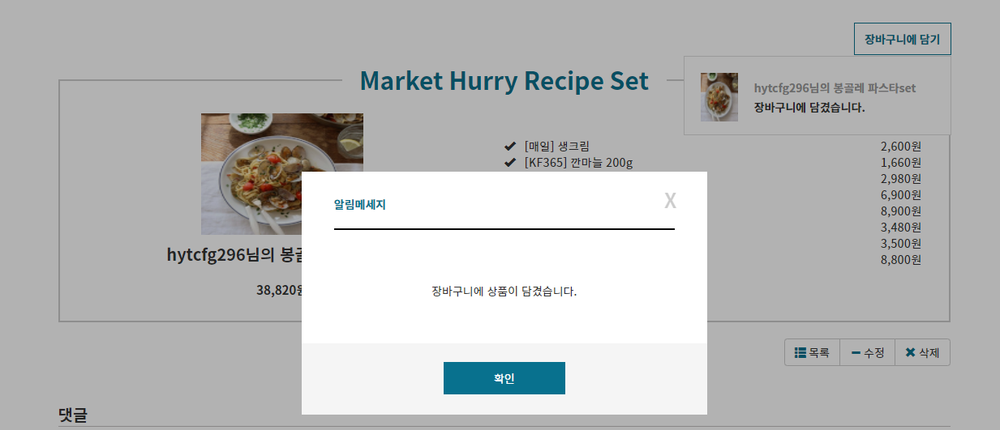 장바구니에 담기
Market Hurry Recipe Set
hytcfg296님의 봉골레 파스타set
장바구니에 담겼습니다.
[매일] 생크림 2,600원
[KF365] 깐마늘 200g 1,660원
2,980원
6,900원
8,900원
3,480원
3,500원
8,800원
hytcfg296님의
38,820원
알림메세지
X
장바구니에 상품이 담겼습니다.
확인
목록 수정 삭제
댓글